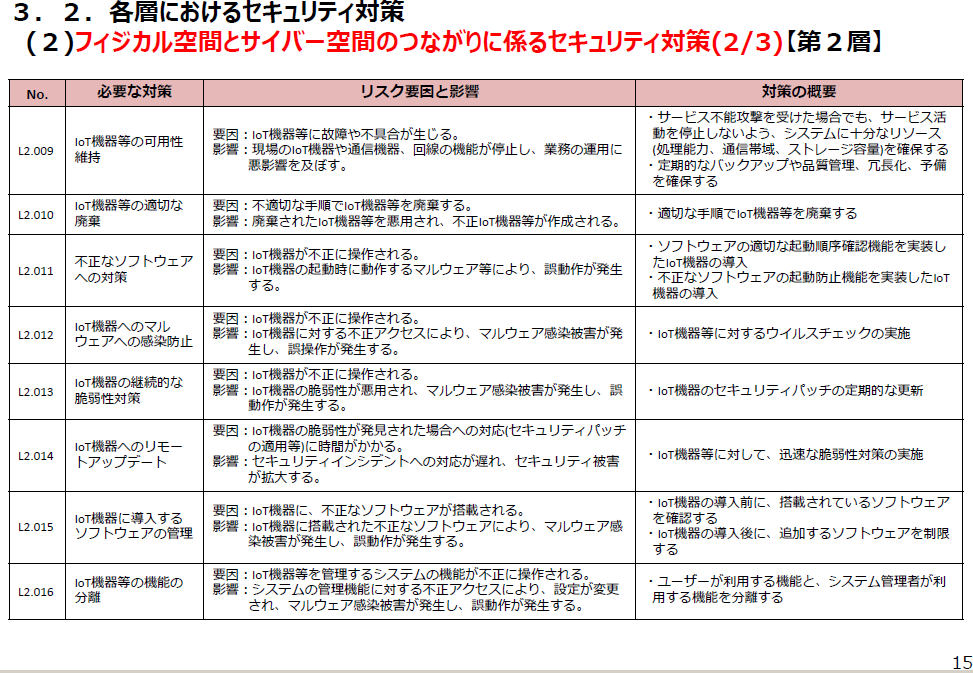 ３．２．各層におけるセキュリティ対策
(２)フィジカル空間とサイバー空間のつながりに係るセキュリティ対策(2/3)【第２層】
No.
必要な対策
リスク要因と影響
対策の概要
L2.009
IoT機器等の可用性
維持
要因：IoT機器等に故障や不具合が生じる。
影響：現場のIoT機器や通信機器、回線の機能が停止し、業務の運用に
悪影響を及ぼす。
・サービス不能攻撃を受けた場合でも、サービス活
動を停止しないよう、システムに十分なリソース
(処理能力、通信帯域、ストレージ容量)を確保する
・定期的なバックアップや品質管理、冗長化、予備
を確保する
L2.010
IoT機器等の適切な
廃棄
要因：不適切な手順でIoT機器等を廃棄する。
影響：廃棄されたIoT機器等を悪用され、不正IoT機器等が作成される。
・適切な手順でIoT機器等を廃棄する
L2.011
不正なソフトウェア
への対策
要因：IoT機器が不正に操作される。
影響：IoT機器の起動時に動作するマルウェア等により、誤動作が発生
する。
・ソフトウェアの適切な起動順序確認機能を実装し
たIoT機器の導入
・不正なソフトウェアの起動防止機能を実装したIoT
機器の導入
L2.012
IoT機器へのマル
ウェアへの感染防止
要因：IoT機器が不正に操作される。
影響：IoT機器に対する不正アクセスにより、マルウェア感染被害が発
生し、誤操作が発生する。
・IoT機器等に対するウイルスチェックの実施
L2.013
IoT機器の継続的な
脆弱性対策
要因：IoT機器が不正に操作される。
影響：IoT機器の脆弱性が悪用され、マルウェア感染被害が発生し、誤
動作が発生する。
・IoT機器のセキュリティパッチの定期的な更新
L2.014
IoT機器へのリモー
トアップデート
要因：IoT機器の脆弱性が発見された場合への対応(セキュリティパッチ
の適用等)に時間がかかる。
影響：セキュリティインシデントへの対応が遅れ、セキュリティ被害
が拡大する。
・IoT機器等に対して、迅速な脆弱性対策の実施
L2.015
IoT機器に導入する
ソフトウェアの管理
要因：IoT機器に、不正なソフトウェアが搭載される。
影響：IoT機器に搭載された不正なソフトウェアにより、マルウェア感
染被害が発生し、誤動作が発生する。
・IoT機器の導入前に、搭載されているソフトウェア
を確認する
・IoT機器の導入後に、追加するソフトウェアを制限
する
L2.016
IoT機器等の機能の
分離
要因：IoT機器等を管理するシステムの機能が不正に操作される。
影響：システムの管理機能に対する不正アクセスにより、設定が変更
され、マルウェア感染被害が発生し、誤動作が発生する。
・ユーザーが利用する機能と、システム管理者が利
用する機能を分離する
15